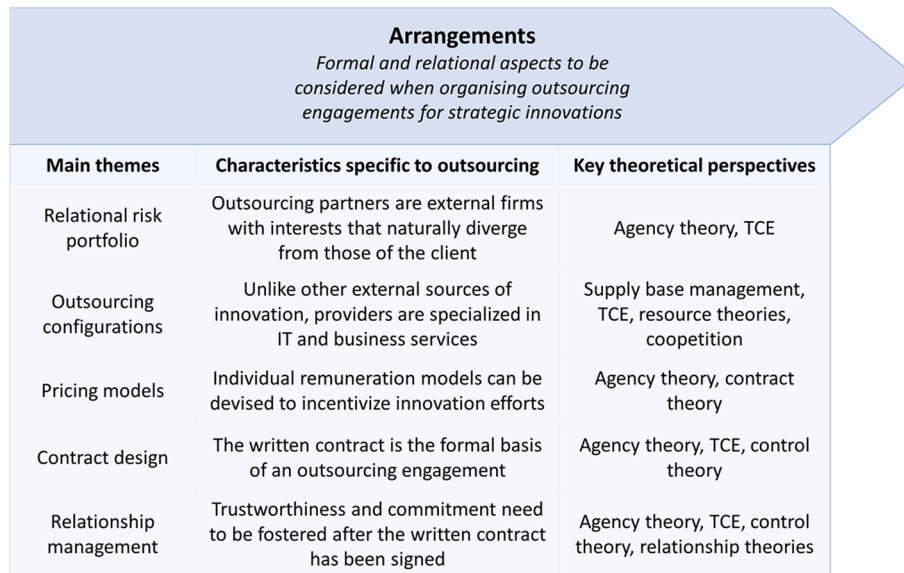 Arrangements
Formal and relational aspects to be
considered when organising outsourcing
engagements for strategic innovations
Main themes
Characteristics specific to outsourcing
Key theoretical perspectives
Relational risk
portfolio
Outsourcing partners are external firms
with interests that naturally diverge
from those of the client
Agency theory, TCE
Outsourcing
configurations
Unlike other external sources of
innovation, providers are specialized in
IT and business services
Supply base management,
TCE, resource theories,
coopetition
Pricing models
Individual remuneration models can be
devised to incentivize innovation efforts
Agency theory, contract
theory
Contract design
The written contract is the formal basis
of an outsourcing engagement
Agency theory, TCE, control
theory
Relationship
management
Trustworthiness and commitment need
to be fostered after the written contract
has been signed
Agency theory, TCE, control
theory, relationship theories